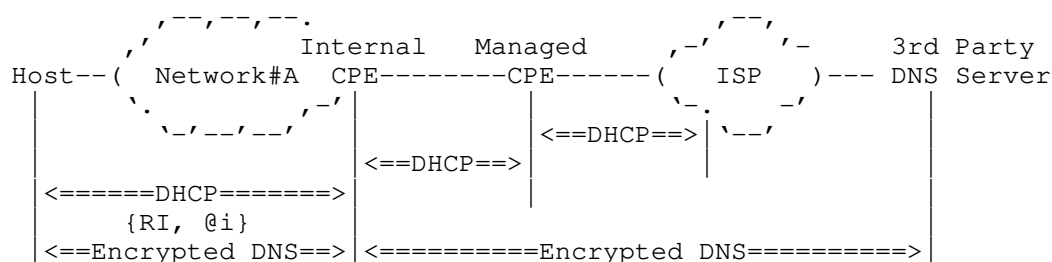 ,--,--,--.                              ,--,
           ,'          Internal   Managed      ,-'    '-    3rd Party
Host--(  Network#A  CPE--------CPE------(   ISP   )--- DNS Server
 |         `.             ,-'|          |       `-.  -'       |
 |           `-'--'--'       |          |<==DHCP==>|`--'      |
 |                           |<==DHCP==>|          |          |
 |<======DHCP=======>|          |                     |
 |      {RI, @i}             |                                |
 |<==Encrypted DNS==>|<==========Encrypted DNS==========>|